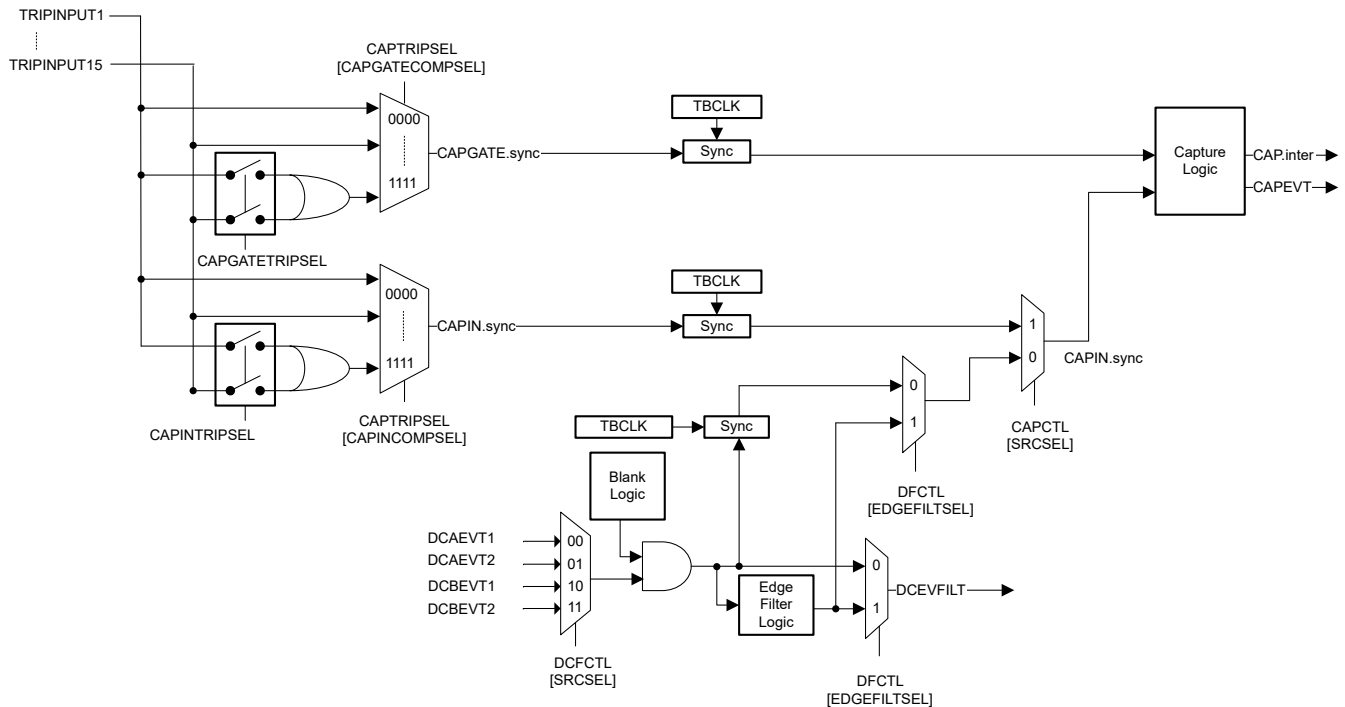 TRIPINPUT1
TRIPINPUT15
CAPTRIPSEL
[CAPGATECOMPSEL]
0000
1111
CAPGATE.sync
TBCLK
Sync
Capture
Logic
CAP.inter
CAPEVT
CAPGATETRIPSEL
0000
1111
CAPIN.sync
TBCLK
Sync
1
0
CAPIN.sync
CAPCTL
[SRCSEL]
CAPINTRIPSEL
CAPTRIPSEL
[CAPINCOMPSEL]
TBCLK
Sync
0
1
DFCTL
[EDGEFILTSEL]
Blank
Logic
DCAEVT1
DCAEVT2
DCBEVT1
DCBEVT2
00
01
10
11
DCFCTL
[SRCSEL]
Edge
Filter
Logic
0
1
DCEVFILT
DFCTL
[EDGEFILTSEL]